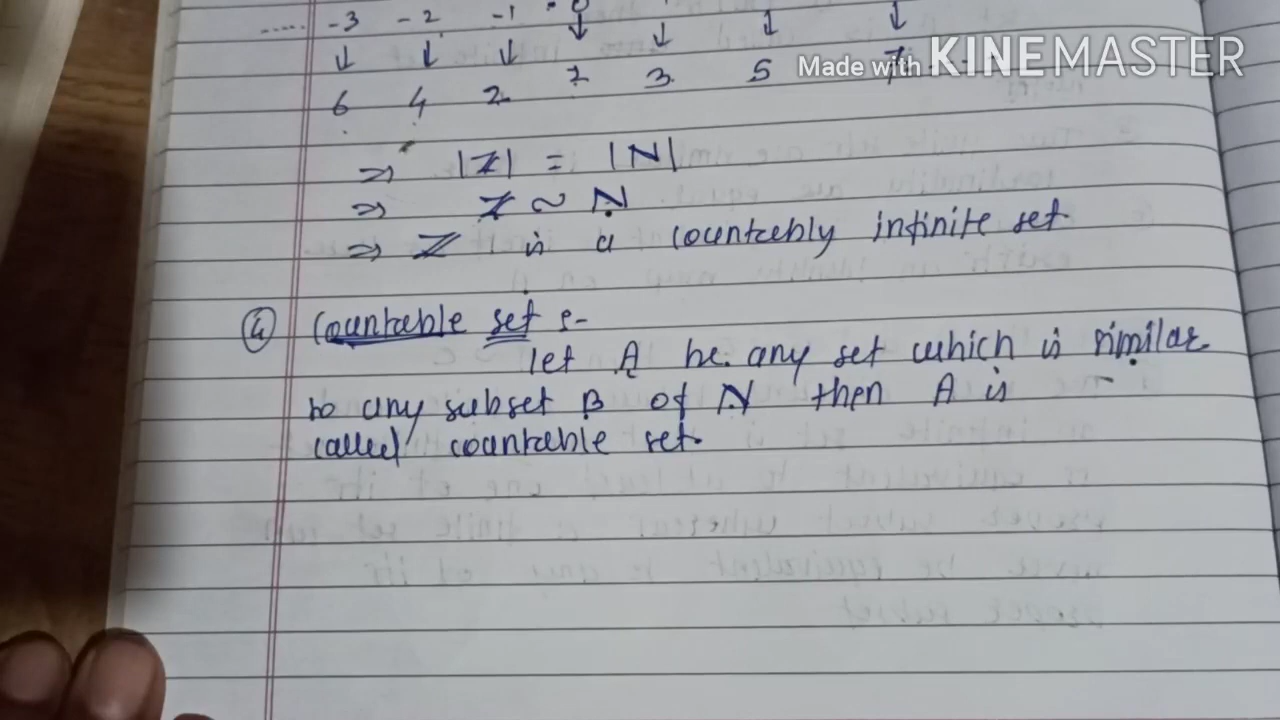 ..... -3 -2 -1 0
↓ ↓ ↓ ↓ ↓ ↓ ↓
6 4 2 1 3 5 7
Made with KINEMASTER
⇒ |Z| = |N|
⇒ Z ~ N
⇒ Z is a countably infinite set
④ Countable set :-
let A be any set which is similar
to any subset B of N then A is
called countable set.